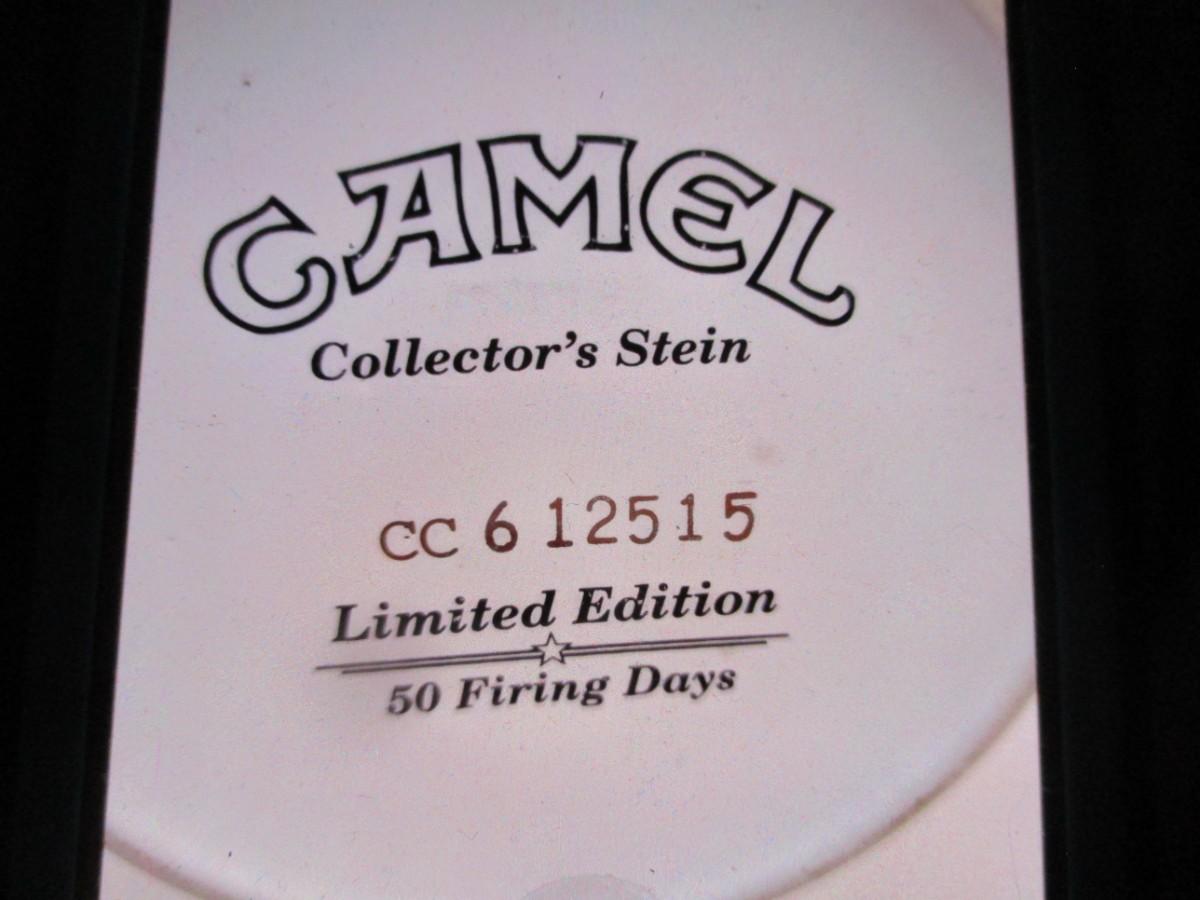 CAMEL
Collector's Stein
CC 6 12515
Limited Edition
50 Firing Days